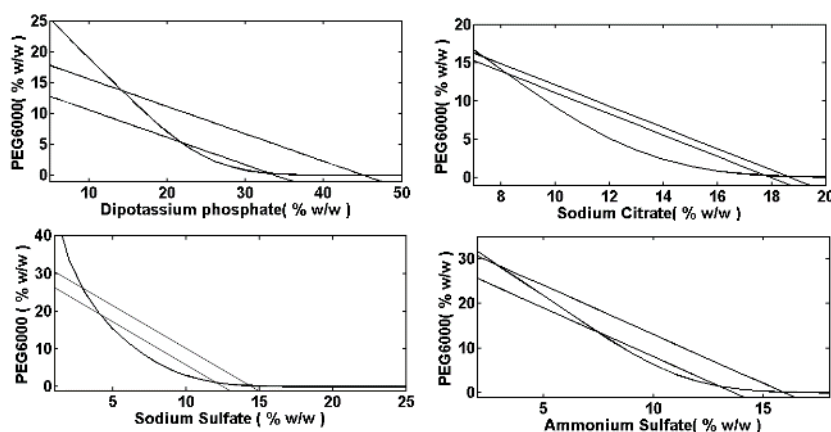 25
20
15
10
5
0
PEG6000( % w/w )
10 20 30 40 50
Dipotassium phosphate( % w/w )
20
15
10
5
0
PEG6000( % w/w )
8 10 12 14 16 18 20
Sodium Citrate( % w/w )
40
30
20
10
0
PEG6000 ( % w/w )
5 10 15 20 25
Sodium Sulfate ( % w/w )
40
30
20
10
0
PEG6000( % w/w )
5 10 15
Ammonium Sulfate( % w/w )